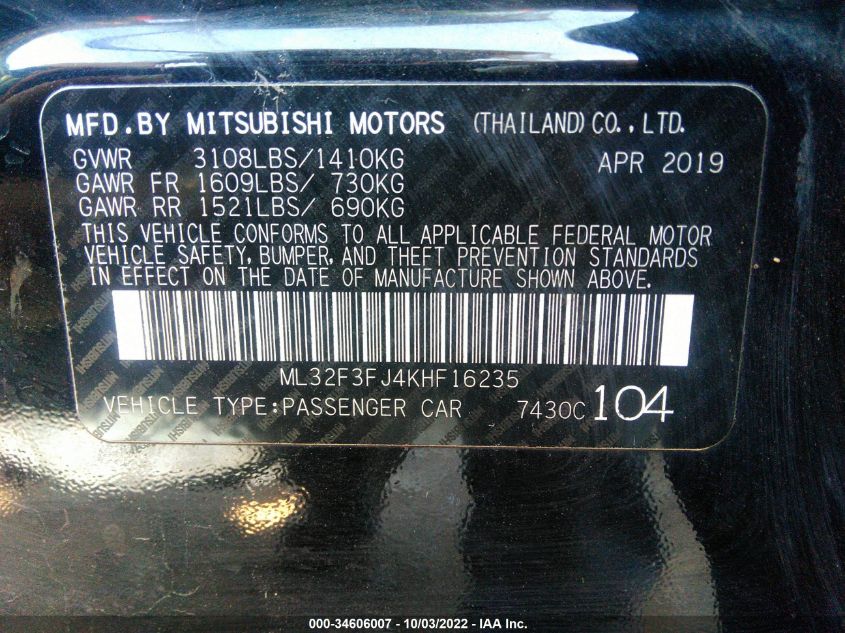 MFD.BY MITSUBISHI MOTORS (THAILAND)CO.,LTD.
GVWR 3108LBS/1410KG APR 2019
GAWR FR 1609LBS/ 730KG
GAWR RR 1521LBS/ 690KG
THIS VEHICLE CONFORMS TO ALL APPLICABLE FEDERAL MOTOR
VEHICLE SAFETY, BUMPER, AND THEFT PREVENTION STANDARDS
IN EFFECT ON THE DATE OF MANUFACTURE SHOWN ABOVE.
ML32F3FJ4KHF16235
VEHICLE TYPE:PASSENGER CAR 7430C 104
000-34606007 - 10/03/2022 - IAA Inc.